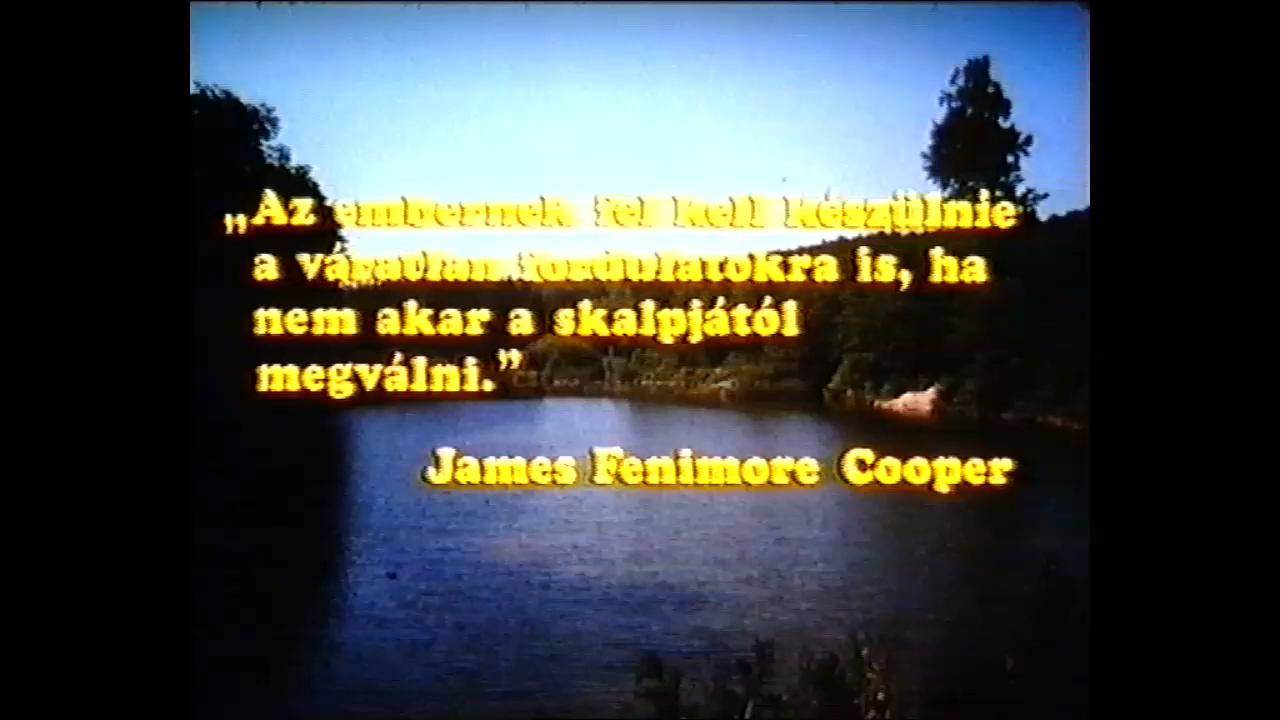 „Az embernek fel kell készülnie
a váratlan fordulatokra is, ha
nem akar a skalpjától
megválni.”
James Fenimore Cooper